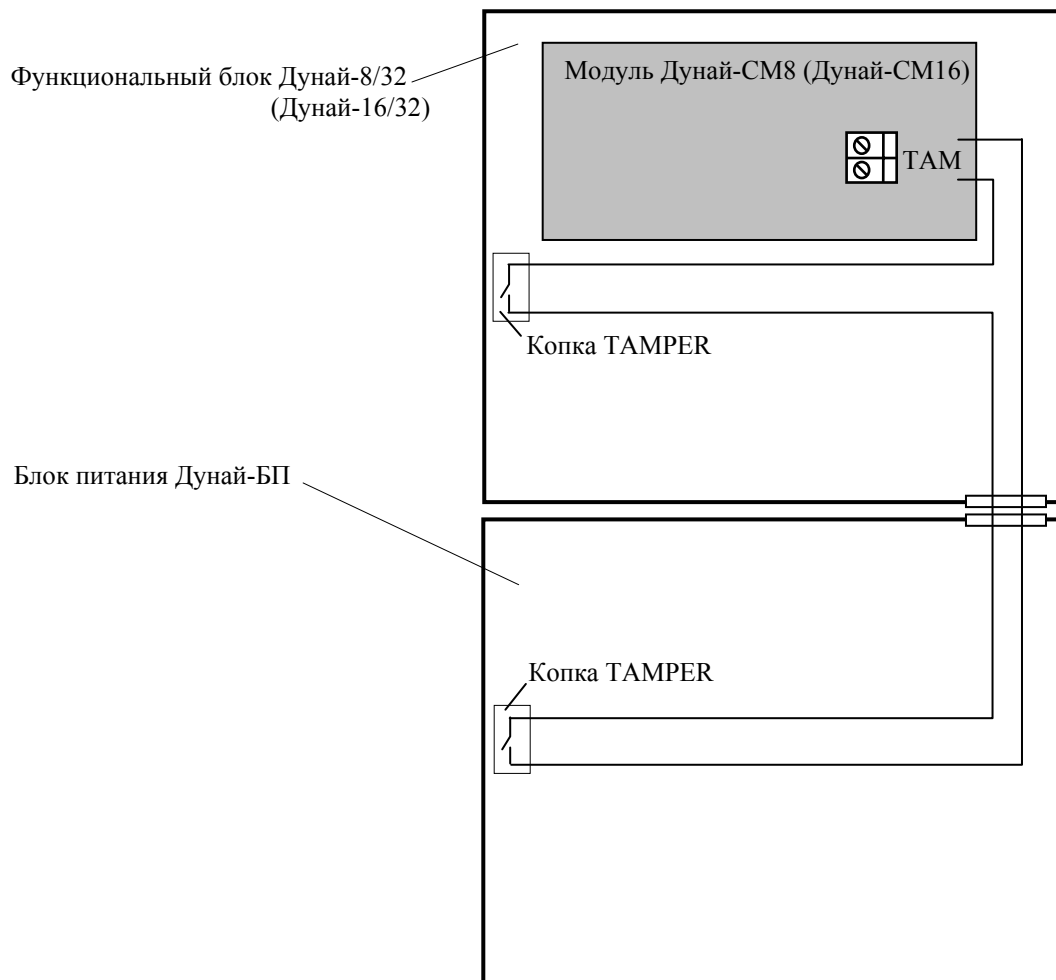 Функциональный блок Дунай-8/32
(Дунай-16/32)
Модуль Дунай-СМ8 (Дунай-СМ16)
ТАМ
Копка TAMPER
Блок питания Дунай-БП
Копка TAMPER